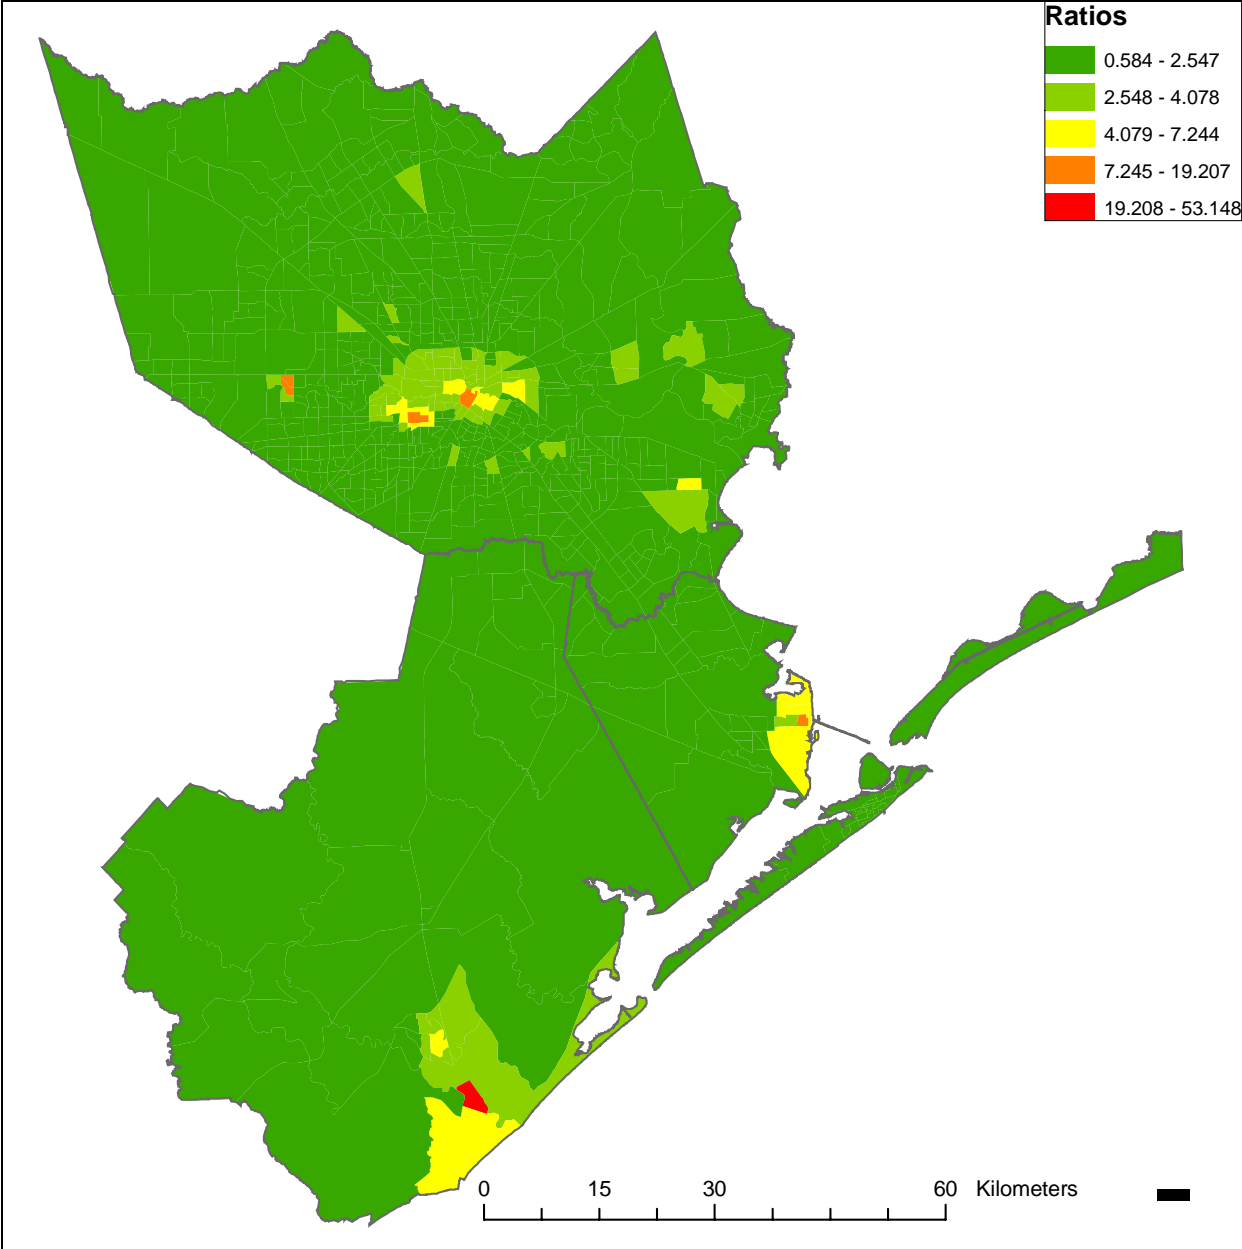 Ratios
0.584 - 2.547
2.548 - 4.078
4.079 - 7.244
7.245 - 19.207
19.208 - 53.148
0 15 30 60 Kilometers